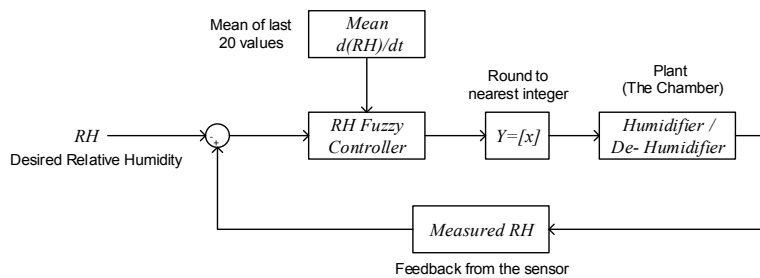 Mean of last
20 values
Mean
d(RH)/dt
Round to
nearest integer
Plant
(The Chamber)
RH
-
+
RH Fuzzy
Controller
Y=[x]
Humidifier /
De- Humidifier
Desired Relative Humidity
Measured RH
Feedback from the sensor